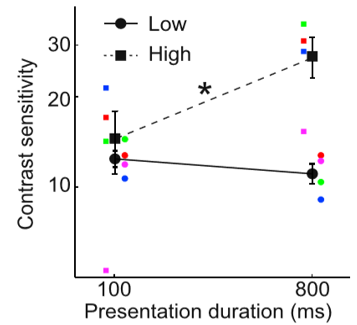 Low
High
*
30
20
10
Contrast sensitivity
100
800
Presentation duration (ms)